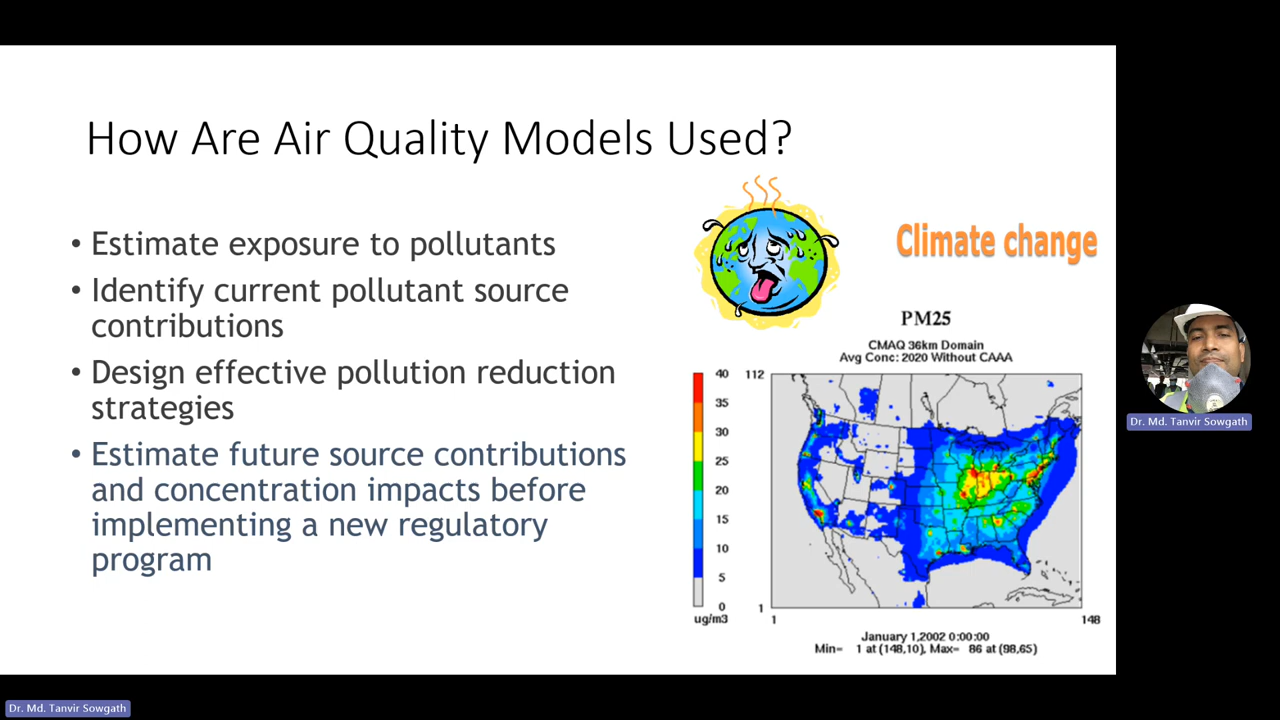 How Are Air Quality Models Used?
• Estimate exposure to pollutants
• Identify current pollutant source
contributions
• Design effective pollution reduction
strategies
• Estimate future source contributions
and concentration impacts before
implementing a new regulatory
program
Climate change
PM25
CMAQ 36km Domain
Avg Conc: 2020 Without CAAA
40
35
30
25
20
15
10
5
0
ug/m3
112
1
1
148
January 1,2002 0:00:00
Min= 1 at (148,10), Max= 86 at (98,65)
Dr. Md. Tanvir Sowgath
Dr. Md. Tanvir Sowgath